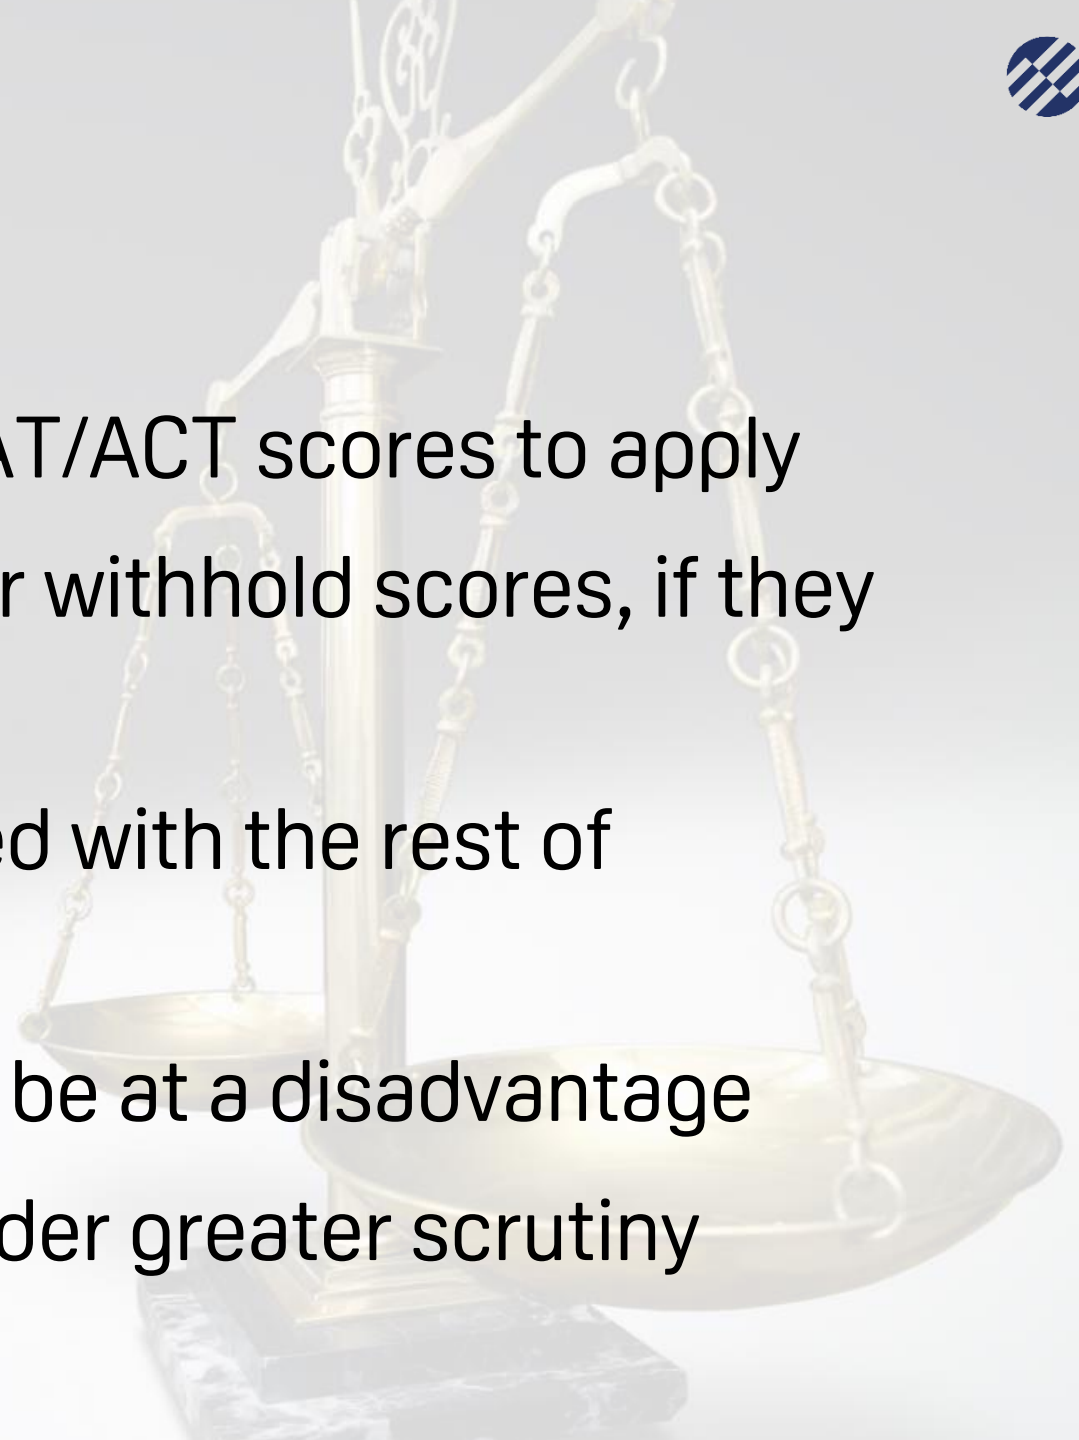 AT/ACT scores to apply
r withhold scores, if they
ed with the rest of
be at a disadvantage
der greater scrutiny